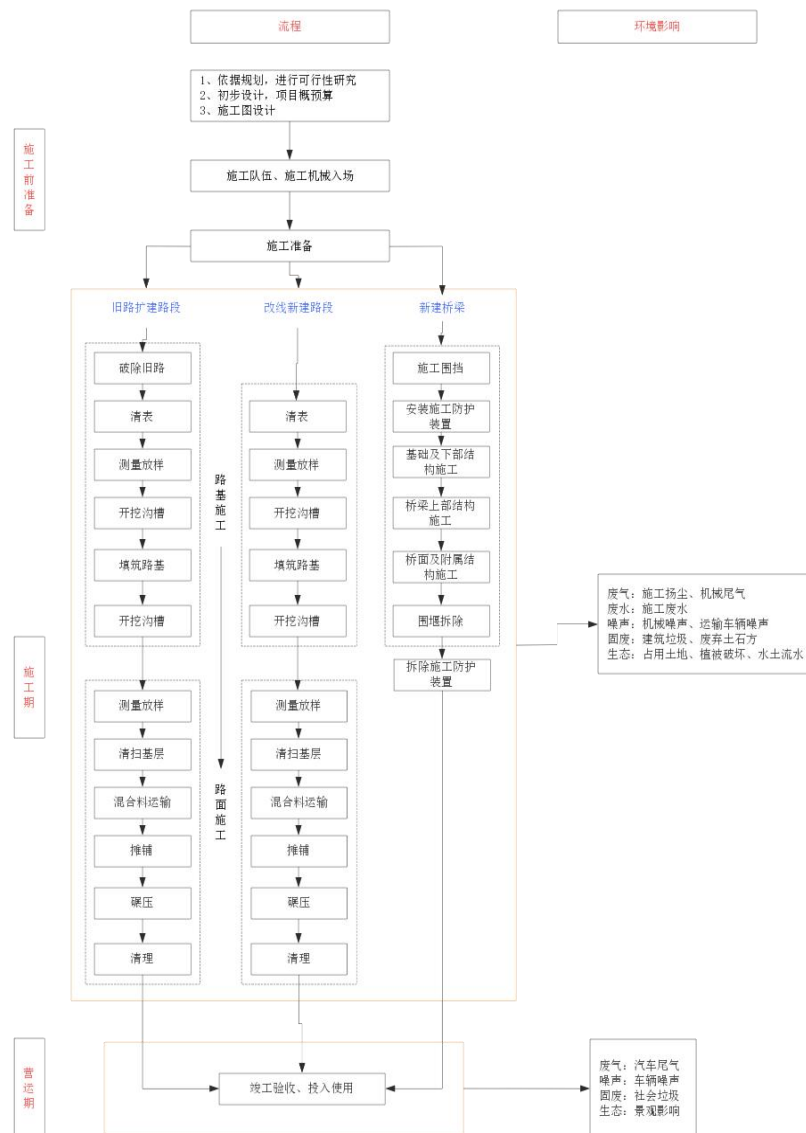 流程
环境影响
1、依据规划，进行可行性研究
2、初步设计，项目概预算
3、施工图设计
施工前准备
施工队伍、施工机械入场
施工准备
旧路扩建路段
改线新建路段
新建桥梁
破除旧路
清表
测量放样
开挖沟槽
填筑路基
开挖沟槽
测量放样
清扫基层
混合料运输
摊铺
碾压
清理
路基施工
路面施工
清表
测量放样
开挖沟槽
填筑路基
开挖沟槽
测量放样
清扫基层
混合料运输
摊铺
碾压
清理
施工围挡
安装施工防护
装置
基础及下部结
构施工
桥梁上部结构
施工
桥面及附属结
构施工
围堰拆除
拆除施工防护
装置
施工期
废气：施工扬尘、机械尾气
废水：施工废水
噪声：机械噪声、运输车辆噪声
固废：建筑垃圾、废弃土石方
生态：占用土地、植被破坏、水土流水
营运期
竣工验收、投入使用
废气：汽车尾气
噪声：车辆噪声
固废：社会垃圾
生态：景观影响